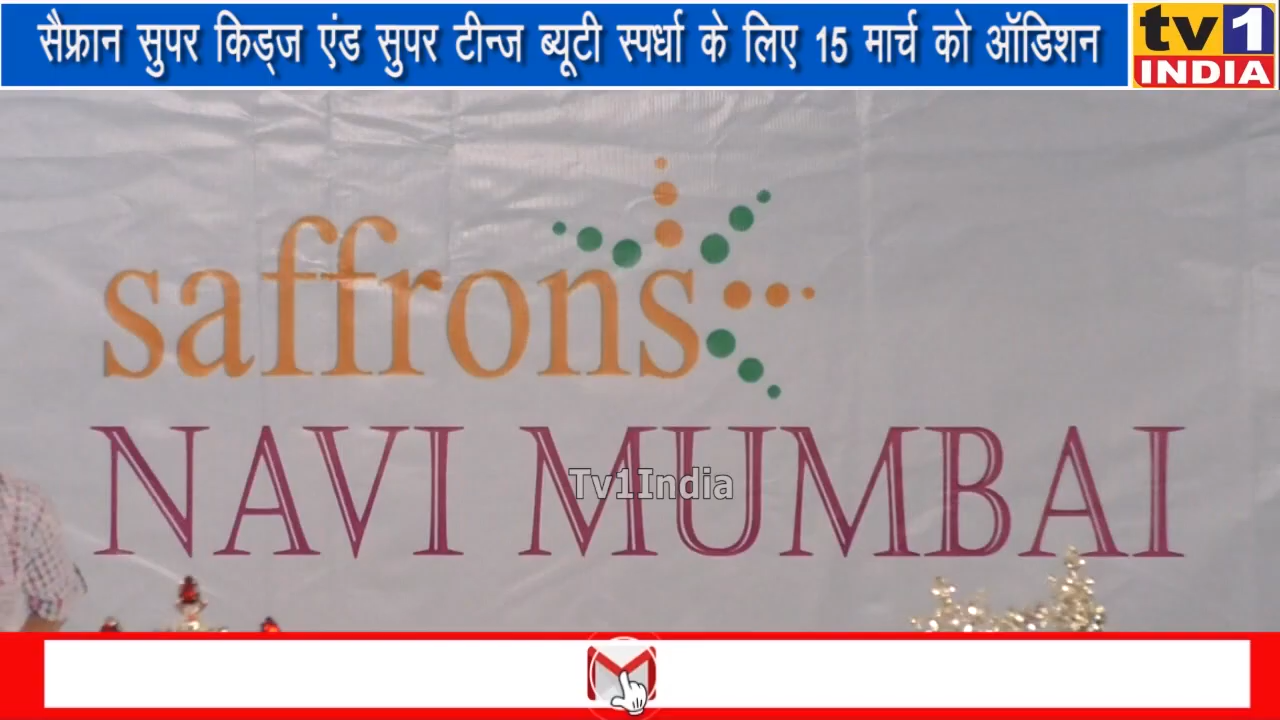 सैफ्रान सुपर किड्ज एंड सुपर टीन्ज ब्यूटी स्पर्धा के लिए 15 मार्च को ऑडिशन
tv1
INDIA
saffrons
NAVI MUMBAI
Tv1India